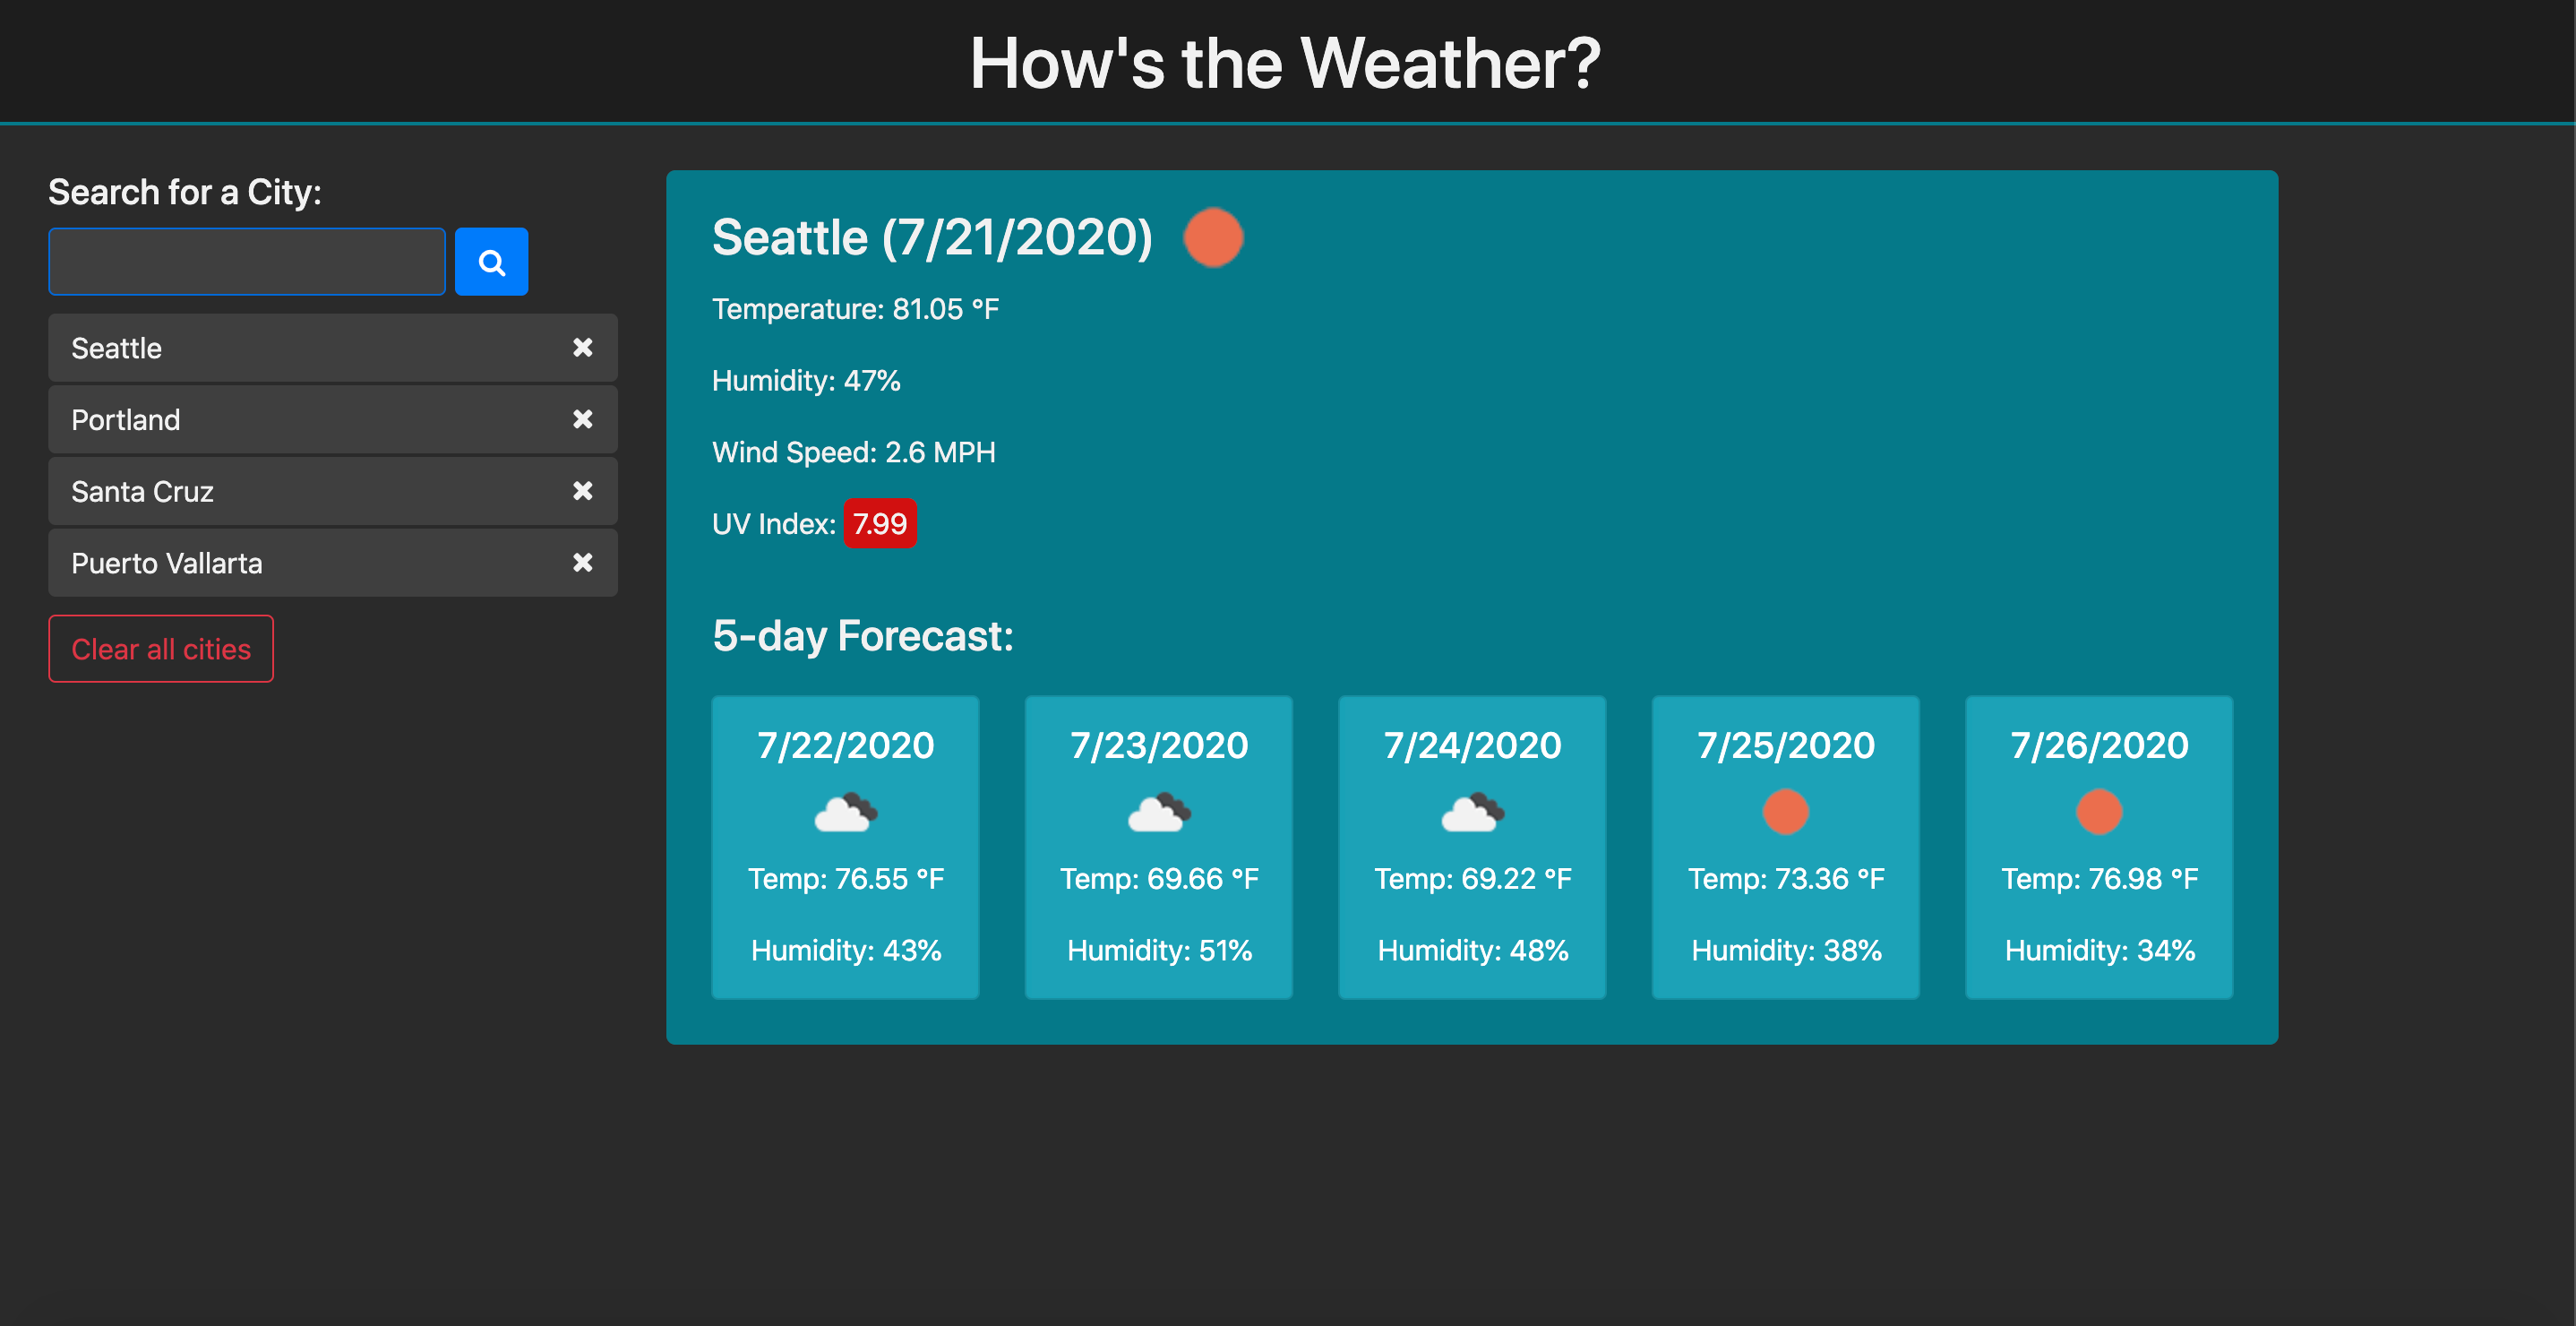 How's the Weather?
Search for a City:
Seattle
Portland
Santa Cruz
Puerto Vallarta
Clear all cities
Seattle (7/21/2020)
Temperature: 81.05 °F
Humidity: 47%
Wind Speed: 2.6 MPH
UV Index: 7.99
5-day Forecast:
7/22/2020
Temp: 76.55 °F
Humidity: 43%
7/23/2020
Temp: 69.66 °F
Humidity: 51%
7/24/2020
Temp: 69.22 °F
Humidity: 48%
7/25/2020
Temp: 73.36 °F
Humidity: 38%
7/26/2020
Temp: 76.98 °F
Humidity: 34%